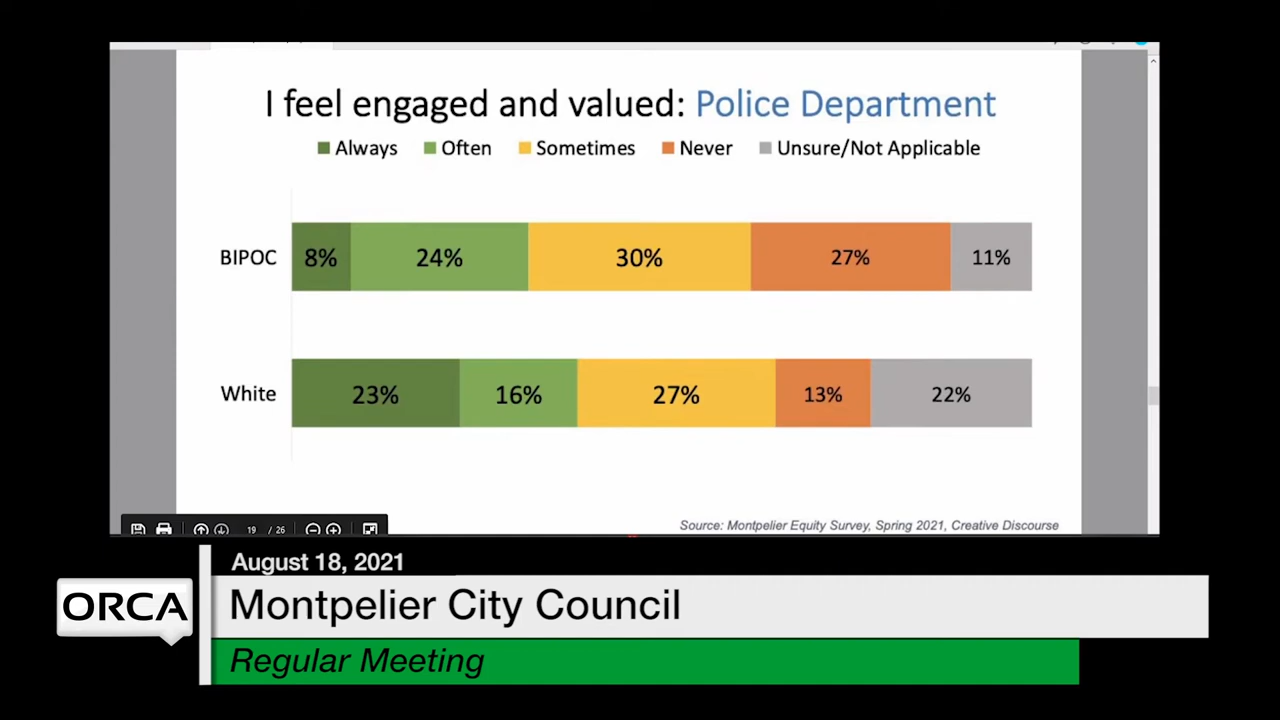 I feel engaged and valued: Police Department
Always Often Sometimes Never Unsure/Not Applicable
BIPOC 8% 24% 30% 27% 11%
White 23% 16% 27% 13% 22%
19 / 26
Source: Montpelier Equity Survey, Spring 2021, Creative Discourse
August 18, 2021
ORCA
Montpelier City Council
Regular Meeting